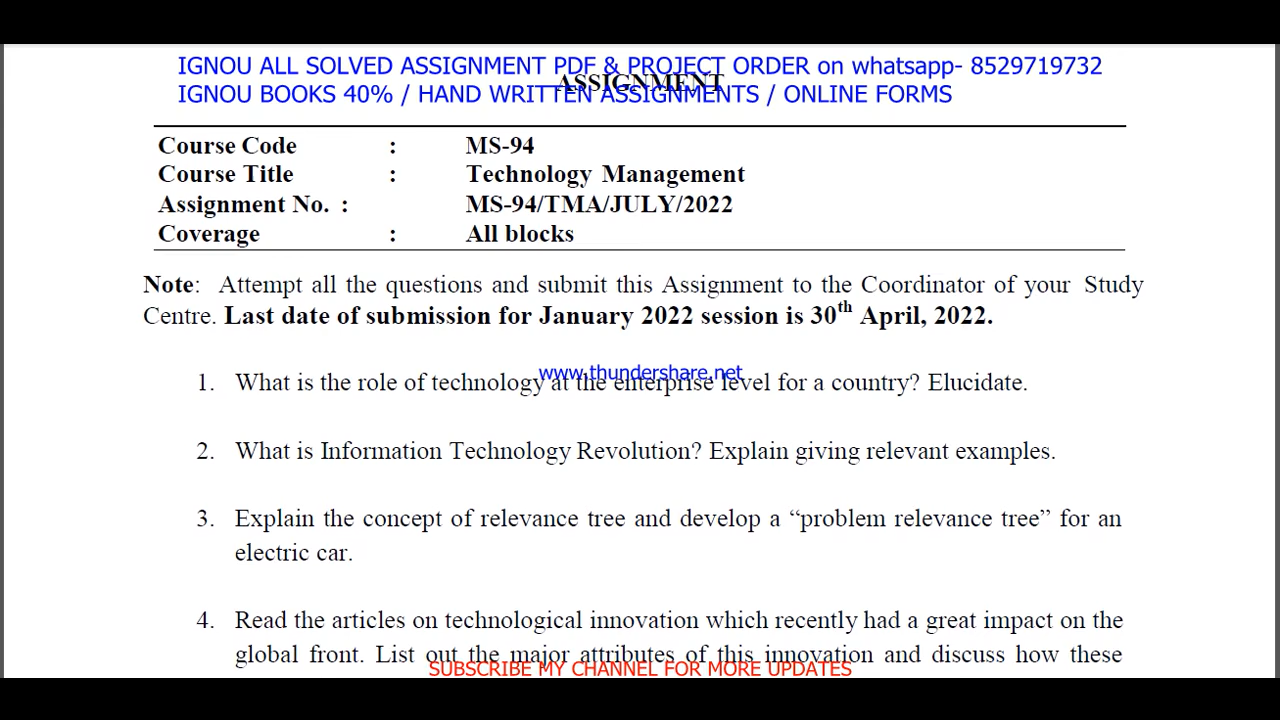 IGNOU ALL SOLVED ASSIGNMENT PDF & PROJECT ORDER on whatsapp- 8529719732
ASSIGNMENT
IGNOU BOOKS 40% / HAND WRITTEN ASSIGNMENTS / ONLINE FORMS
Course Code : MS-94
Course Title : Technology Management
Assignment No. : MS-94/TMA/JULY/2022
Coverage : All blocks
Note: Attempt all the questions and submit this Assignment to the Coordinator of your Study
Centre. Last date of submission for January 2022 session is 30th April, 2022.
www.thundershare.net
1. What is the role of technology at the enterprise level for a country? Elucidate.
2. What is Information Technology Revolution? Explain giving relevant examples.
3. Explain the concept of relevance tree and develop a “problem relevance tree” for an
electric car.
4. Read the articles on technological innovation which recently had a great impact on the
global front. List out the major attributes of this innovation and discuss how these
SUBSCRIBE MY CHANNEL FOR MORE UPDATES